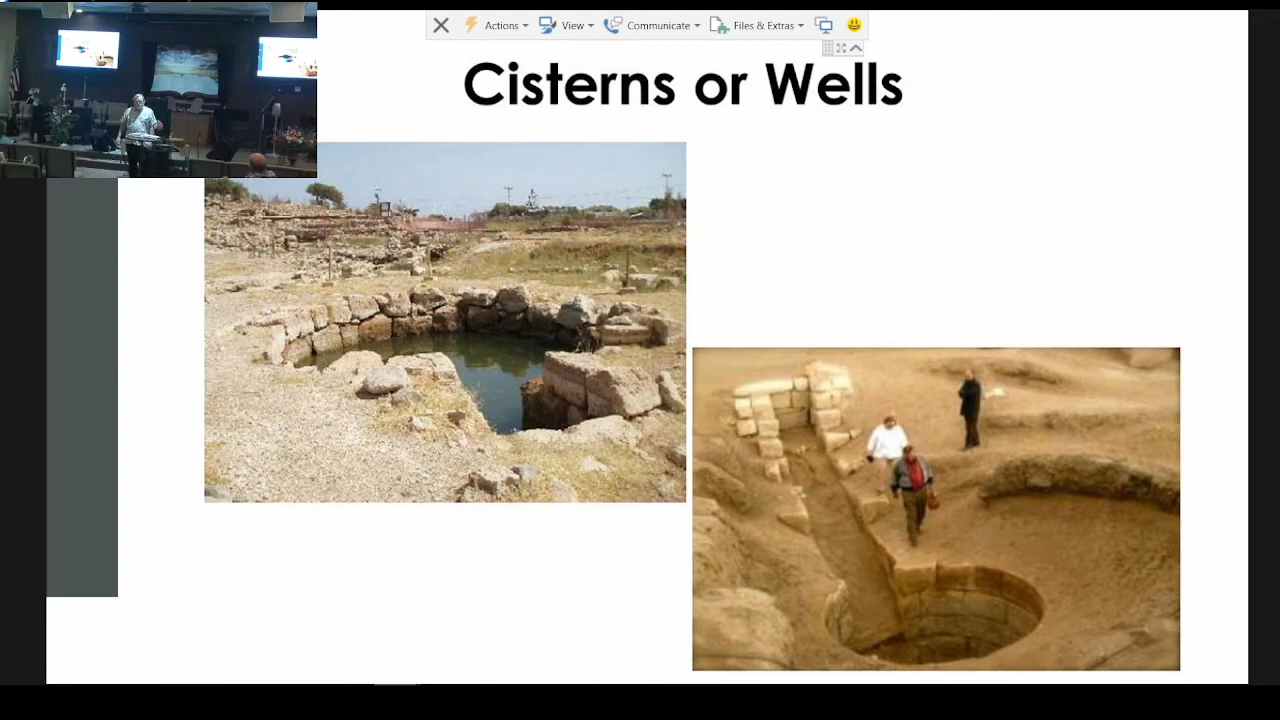 Actions View Communicate Files & Extras
Cisterns or Wells